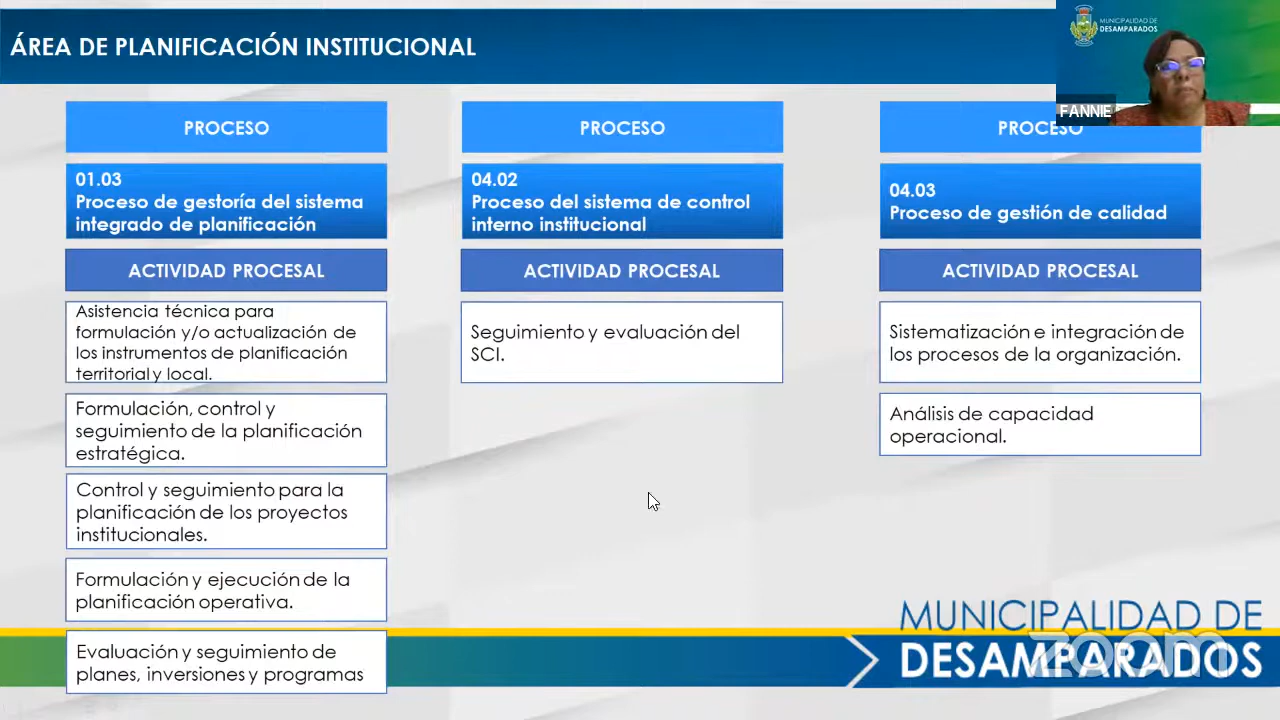 ÁREA DE PLANIFICACIÓN INSTITUCIONAL
MUNICIPALIDAD DE
DESAMPARADOS
FANNIE
PROCESO
01.03
Proceso de gestoría del sistema
integrado de planificación
ACTIVIDAD PROCESAL
Asistencia técnica para
formulación y/o actualización de
los instrumentos de planificación
territorial y local.
Formulación, control y
seguimiento de la planificación
estratégica.
Control y seguimiento para la
planificación de los proyectos
institucionales.
Formulación y ejecución de la
planificación operativa.
Evaluación y seguimiento de
planes, inversiones y programas
PROCESO
04.02
Proceso del sistema de control
interno institucional
ACTIVIDAD PROCESAL
Seguimiento y evaluación del
SCI.
PROCESO
04.03
Proceso de gestión de calidad
ACTIVIDAD PROCESAL
Sistematización e integración de
los procesos de la organización.
Análisis de capacidad
operacional.
MUNICIPALIDAD DE
DESAMPARADOS
zoom